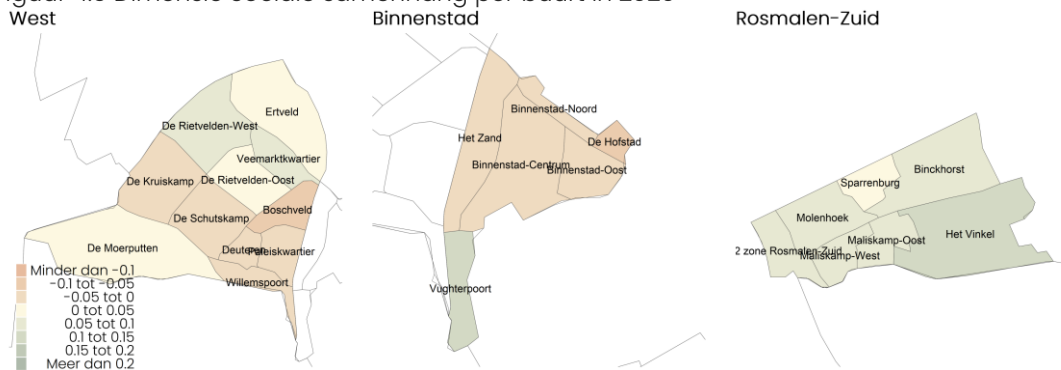 West
Binnenstad
Rosmalen-Zuid
Ertveld
De Rietvelden-West
Veemarktkwartier
De Kruiskamp
De Rietvelden-Oost
Boschveld
De Schutskamp
De Moerputten
Deuteren
Paleiskwartier
Willemspoort
Minder dan -0.1
-0.1 tot -0.05
-0.05 tot 0
0 tot 0.05
0.05 tot 0.1
0.1 tot 0.15
0.15 tot 0.2
Meer dan 0.2
Binnenstad-Noord
Het Zand
De Hofstad
Binnenstad-Centrum
Binnenstad-Oost
Vughterpoort
Binckhorst
Sparrenburg
Molenhoek
Het Vinkel
Maliskamp-Oost
2 zone Rosmalen-Zuid
Maliskamp-West